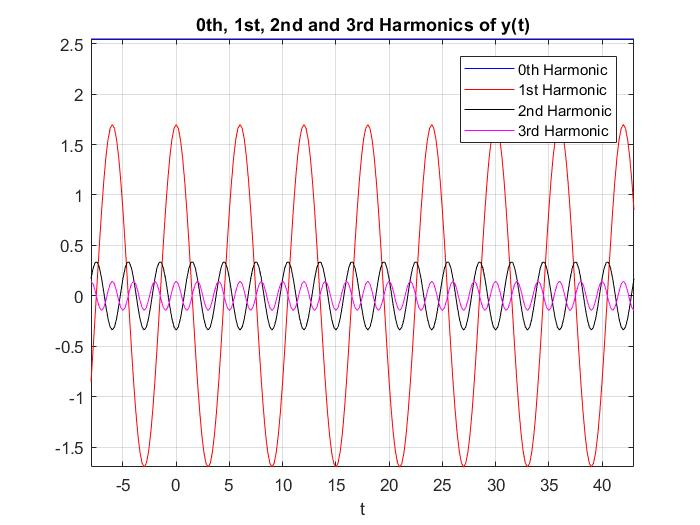 0th, 1st, 2nd and 3rd Harmonics of y(t)
2.5
2
1.5
1
0.5
0
-0.5
-1
-1.5
0th Harmonic
1st Harmonic
2nd Harmonic
3rd Harmonic
-5 0 5 10 15 20 25 30 35 40
t